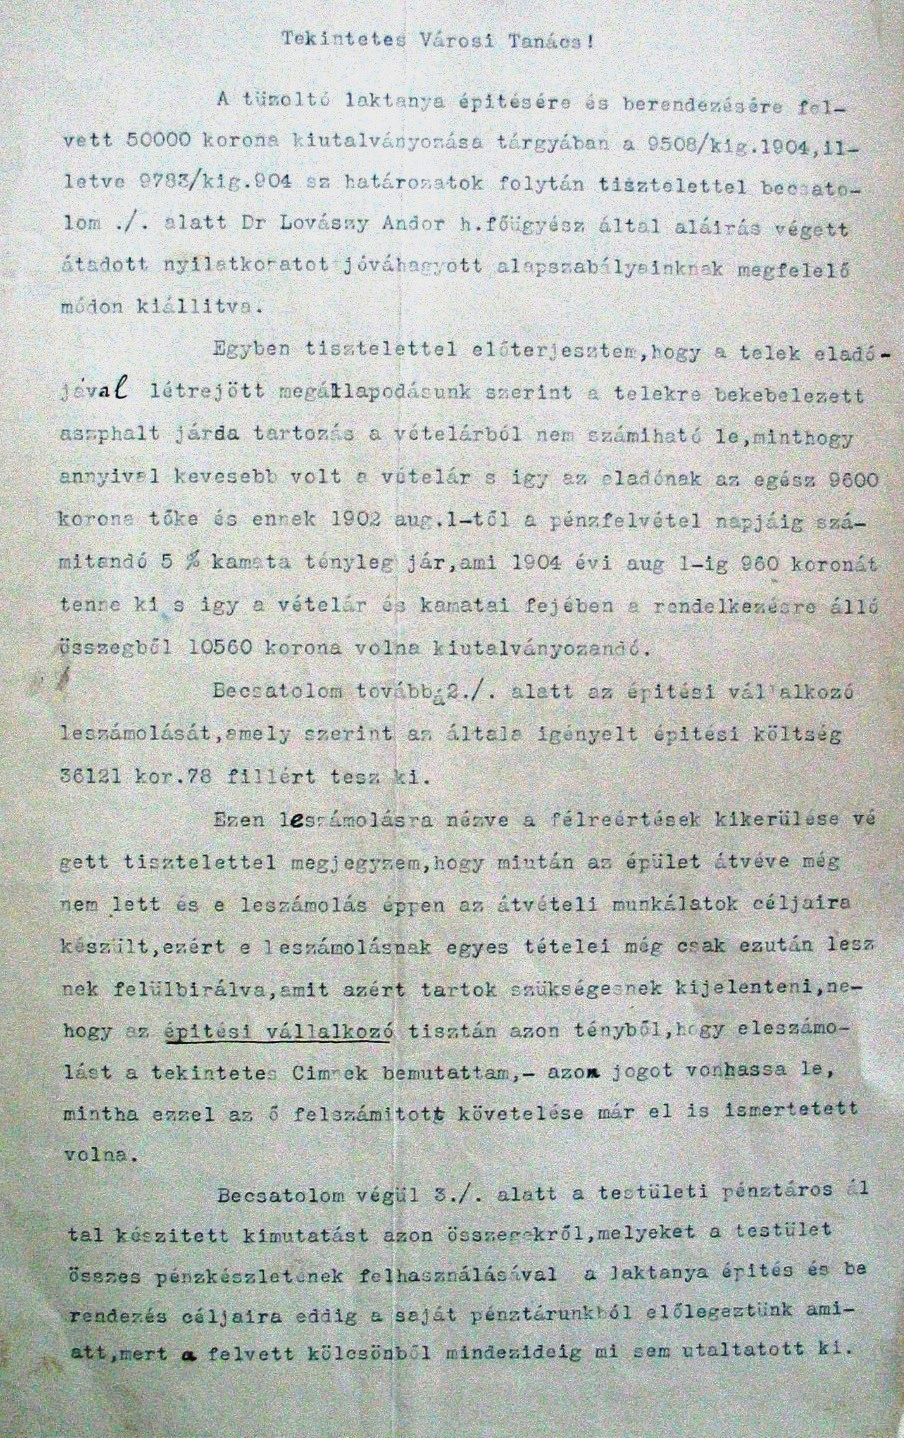 Tekintetes Városi Tanács!
A tüzoltó laktanya épitésére és berendezésére fel-
vett 50000 korona kiutalványozása tárgyában a 9508/kig.1904,il-
letve 9783/kig.904 sz határozatok folytán tisztelettel becsato-
lom ./. alatt Dr Lovászy Andor h.főügyész által aláirás végett
átadott nyilatkozatot jóváhagyott alapszabályainknak megfelelő
módon kiállitva.
Egyben tisztelettel előterjesztem,hogy a telek eladó-
jával létrejött megállapodásunk szerint a telekre bekebelezett
aszphalt járda tartozás a vételárból nem számiható le,minthogy
annyival kevesebb volt a vételár s igy az eladónak az egész 9600
korona tőke és ennek 1902 aug.1-től a pénzfelvétel napjáig szá-
mitandó 5 % kamata tényleg jár,ami 1904 évi aug 1-ig 960 koronát
tenne ki s igy a vételár és kamatai fejében a rendelkezésre álló
összegből 10560 korona volna kiutalványozandó.
Becsatolom továbbá 2./. alatt az épitési vállalkozó
leszámolását,amely szerint az általa igényelt épitési költség
36121 kor.78 fillért tesz ki.
Ezen leszámolásra nézve a félreértések kikerülése vé
gett tisztelettel megjegyzem,hogy miután az épület átvéve még
nem lett és e leszámolás éppen az átvételi munkálatok céljaira
készült,ezért e leszámolásnak egyes tételei még csak ezután lesz
nek felülbirálva,amit azért tartok szükségesnek kijelenteni,ne-
hogy az épitési vállalkozó tisztán azon tényből,hogy eleszámo-
lást a tekintetes Cimnek bemutattam,- azon jogot vonhassa le,
mintha ezzel az ő felszámitott követelése már el is ismertetett
volna.
Becsatolom végül 3./. alatt a testületi pénztáros ál
tal készitett kimutatást azon összegekről,melyeket a testület
összes pénzkészletének felhasználásával a laktanya épités és be
rendezés céljaira eddig a saját pénztárunkból előlegeztünk ami-
att,mert a felvett kölcsönből mindezideig mi sem utaltatott ki.